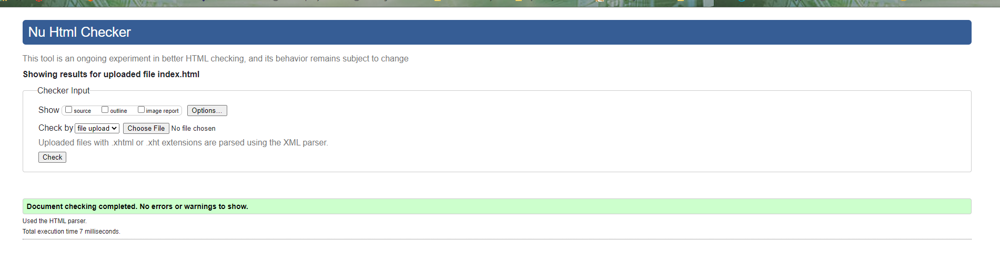 Nu Html Checker
This tool is an ongoing experiment in better HTML checking, and its behavior remains subject to change
Showing results for uploaded file index.html
Checker Input
Show source outline image report Options...
Check by file upload Choose File No file chosen
Uploaded files with .xhtml or .xht extensions are parsed using the XML parser.
Check
Document checking completed. No errors or warnings to show.
Used the HTML parser.
Total execution time 7 milliseconds.